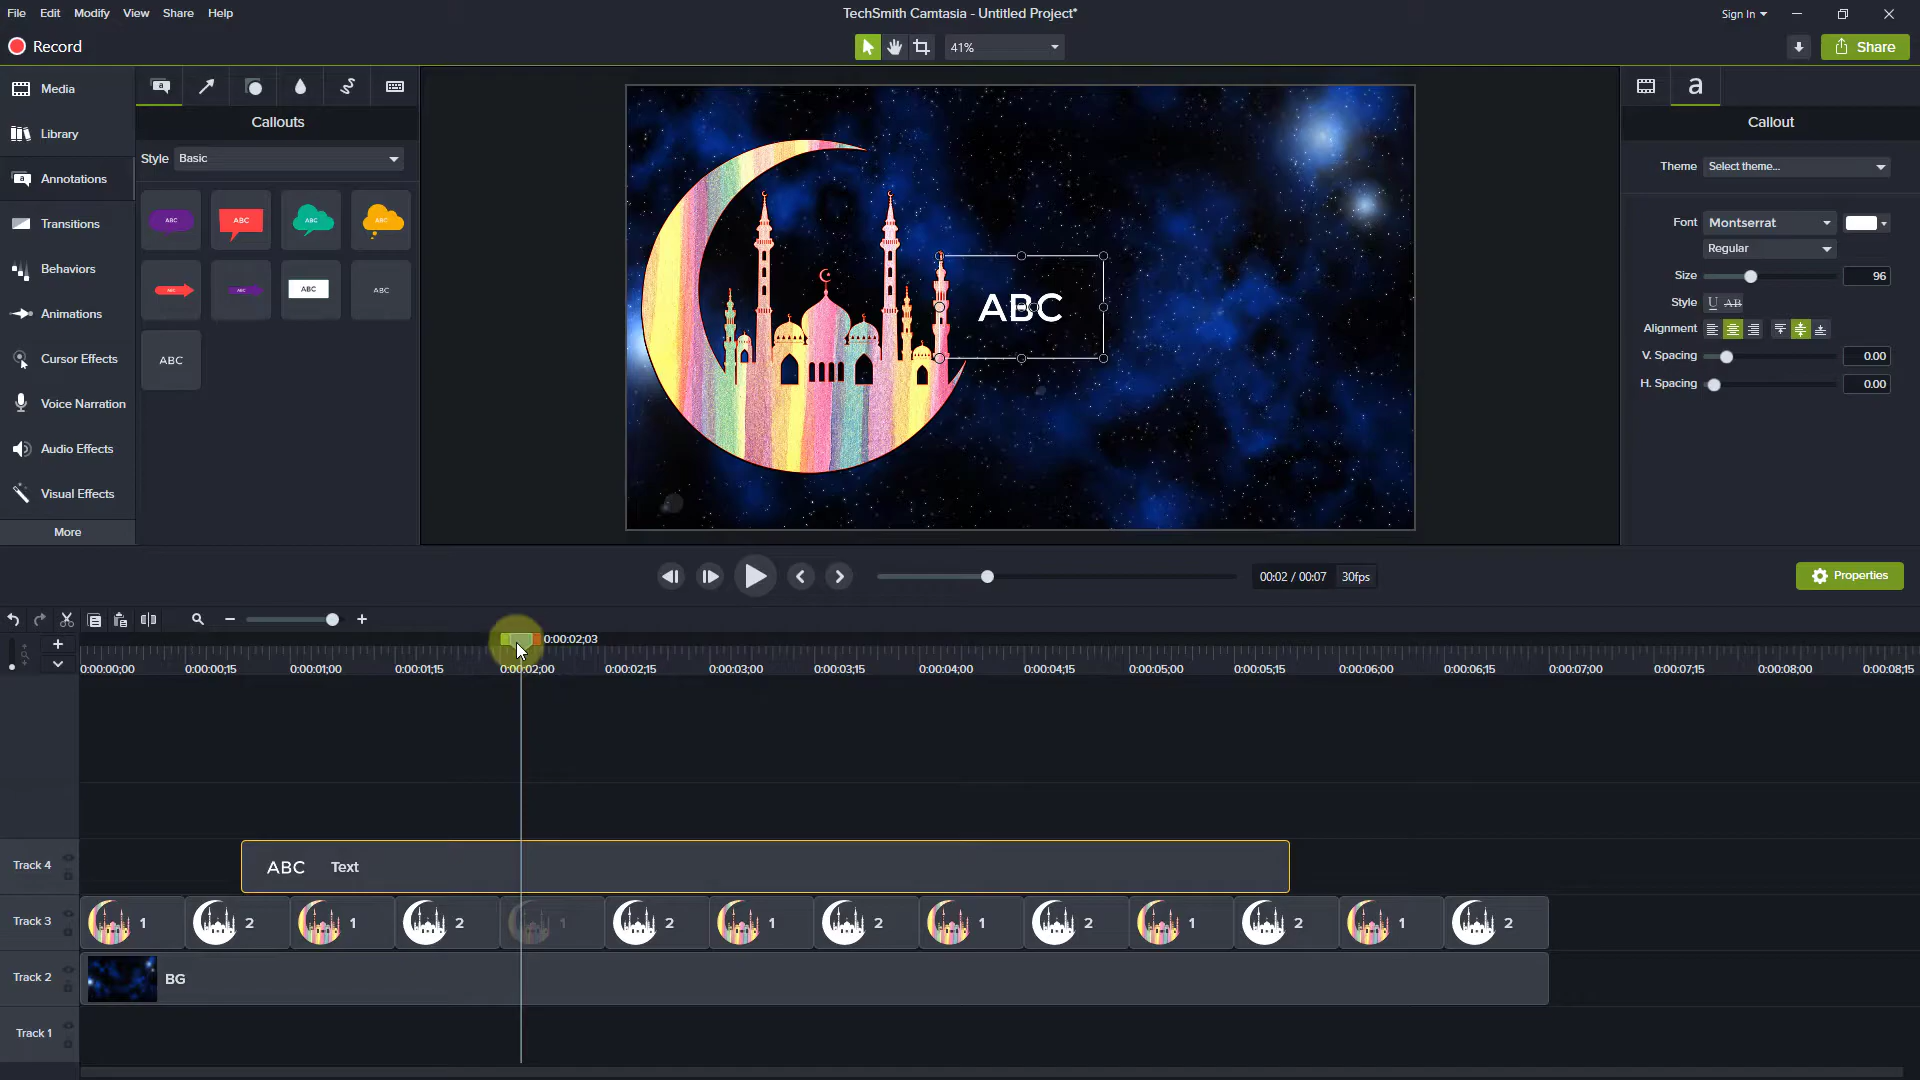 File Edit Modify View Share Help
TechSmith Camtasia - Untitled Project*
Sign In
Record
41%
Share
Media
Library
Annotations
Transitions
Behaviors
Animations
Cursor Effects
Voice Narration
Audio Effects
Visual Effects
More
a
Callouts
Style Basic
ABC ABC ABC ABC
ABC ABC ABC ABC
ABC
ABC
a
Callout
Theme Select theme...
Font Montserrat
Regular
Size 96
Style U AB
Alignment
V. Spacing 0.00
H. Spacing 0.00
00:02 / 00:07 30fps
Properties
0:00:02;03
0:00:00;00 0:00:00;15 0:00:01;00 0:00:01;15 0:00:02;00 0:00:02;15 0:00:03;00 0:00:03;15 0:00:04;00 0:00:04;15 0:00:05;00 0:00:05;15 0:00:06;00 0:00:06;15 0:00:07;00 0:00:07;15 0:00:08;00 0:00:08;15
Track 4 ABC Text
Track 3 1 2 1 2 1 2 1 2 1 2 1 2 1 2
Track 2 BG
Track 1